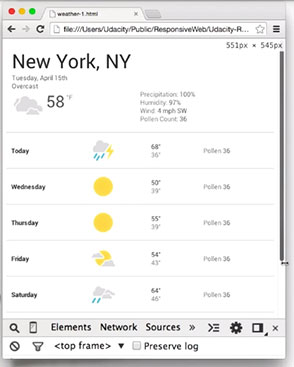 weather-1.html
file:///Users/Udacity/Public/ResponsiveWeb/Udacity-R...
551px × 545px
New York, NY
Tuesday, April 15th
Overcast
58 °F
Precipitation: 100%
Humidity: 97%
Wind: 4 mph SW
Pollen Count: 36
Today 68° Pollen 36
36°
Wednesday 50° Pollen 36
39°
Thursday 55° Pollen 36
39°
Friday 54° Pollen 36
43°
Saturday 64° Pollen 36
46°
Elements Network Sources »
<top frame> Preserve log